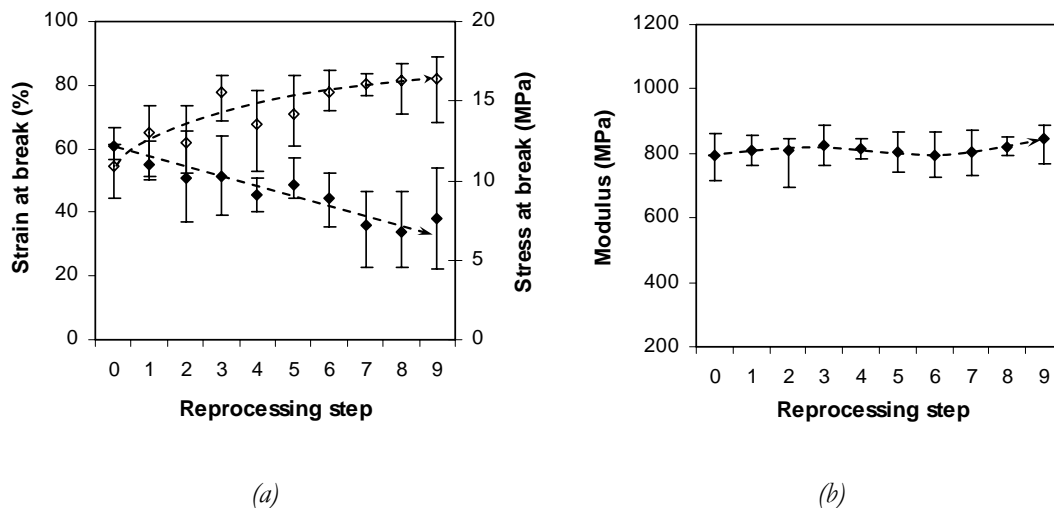 100
80
60
40
20
0
Strain at break (%)
20
15
10
5
0
Stress at break (MPa)
0 1 2 3 4 5 6 7 8 9
Reprocessing step
(a)
1200
1000
800
600
400
200
Modulus (MPa)
0 1 2 3 4 5 6 7 8 9
Reprocessing step
(b)